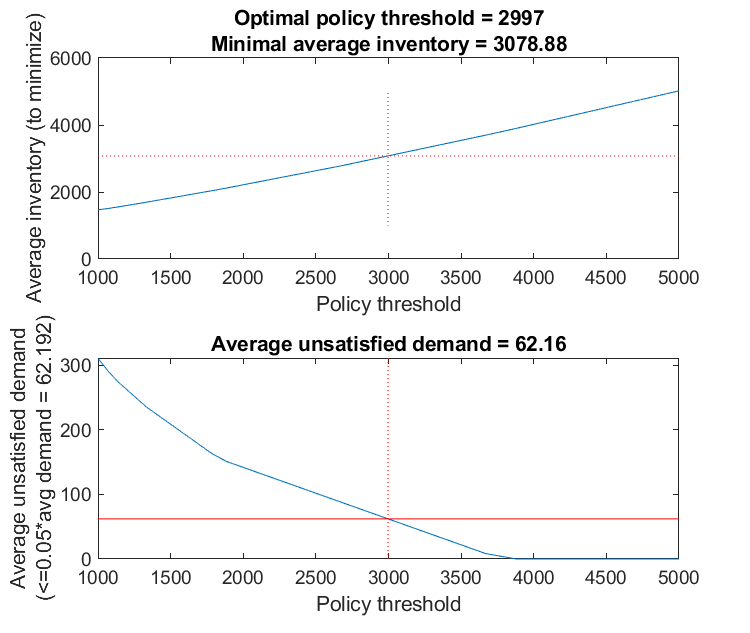 Optimal policy threshold = 2997
Minimal average inventory = 3078.88
Average inventory (to minimize)
6000
4000
2000
0
1000 1500 2000 2500 3000 3500 4000 4500 5000
Policy threshold
Average unsatisfied demand = 62.16
Average unsatisfied demand
(<=0.05*avg demand = 62.192)
300
200
100
0
1000 1500 2000 2500 3000 3500 4000 4500 5000
Policy threshold